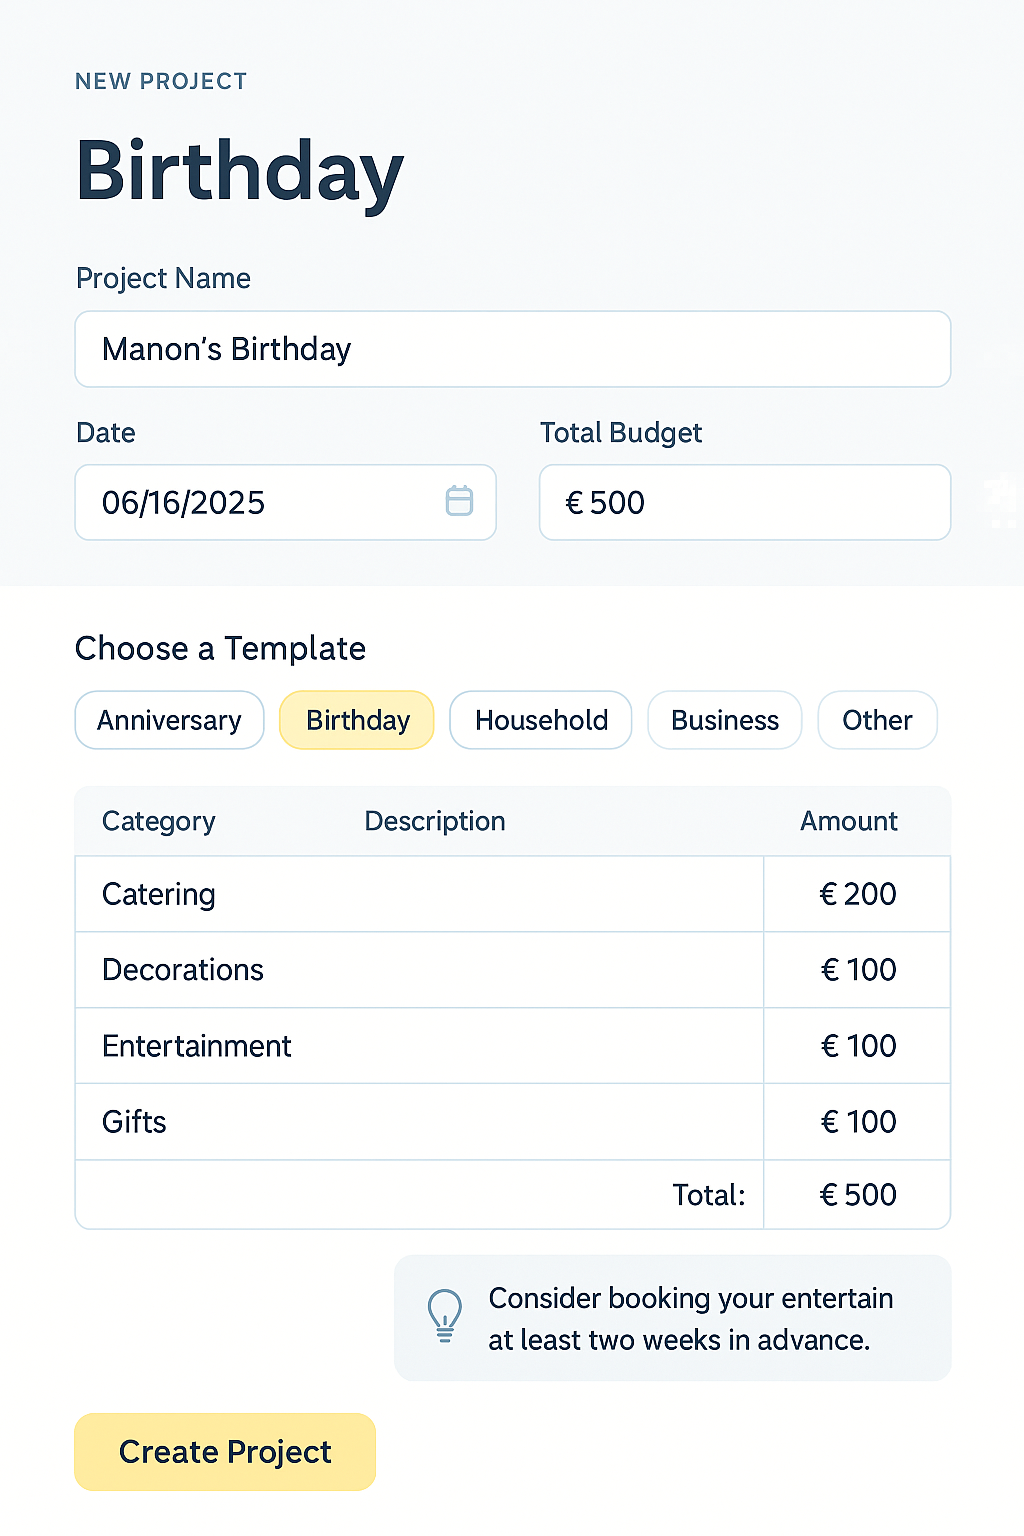 NEW PROJECT
Birthday
Project Name
Manon’s Birthday
Date Total Budget
06/16/2025 € 500
Choose a Template
Anniversary Birthday Household Business Other
Category Description Amount
Catering € 200
Decorations € 100
Entertainment € 100
Gifts € 100
Total: € 500
Consider booking your entertain
at least two weeks in advance.
Create Project